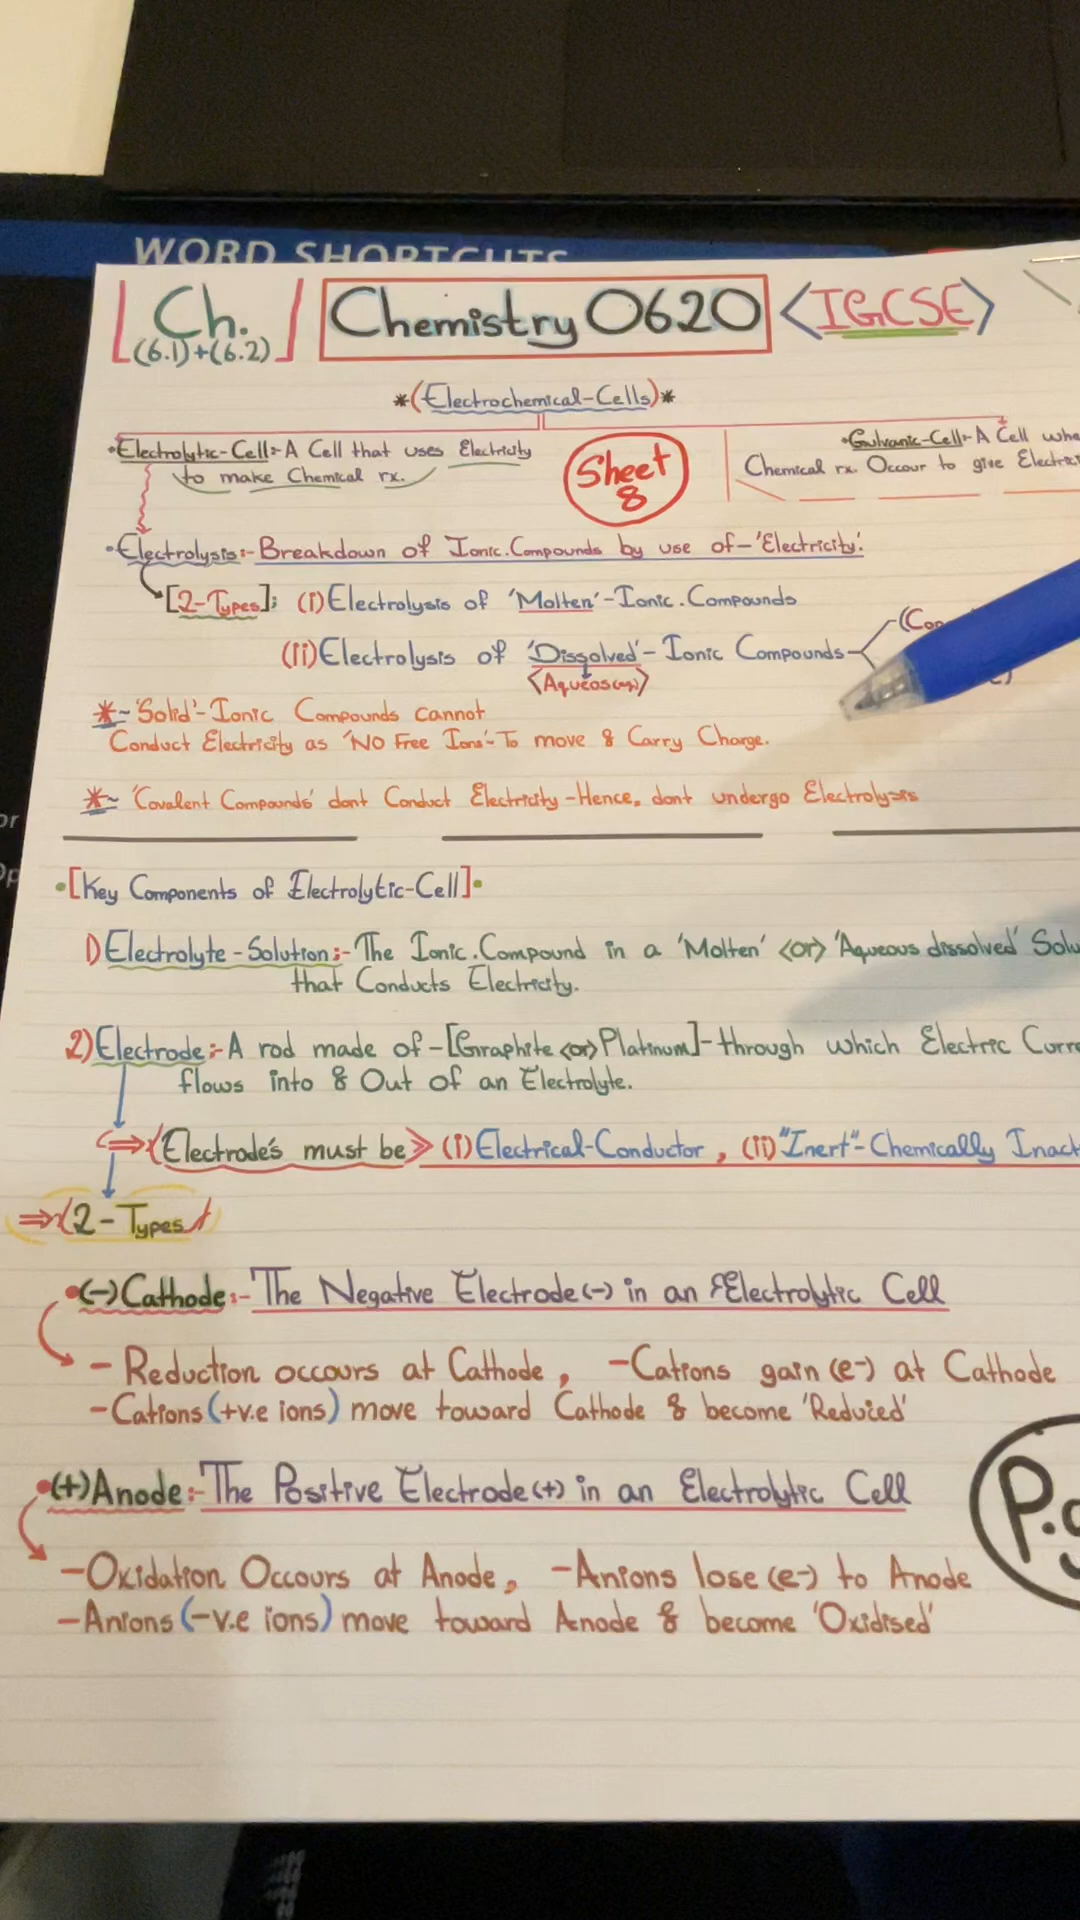 WORD SHORTCUTS
[Ch. (6.1)+(6.2)] Chemistry 0620 <IGCSE>
*(Electrochemical-Cells)*
•Electrolytic-Cell:- A Cell that uses Electricity
to make Chemical rx.
Sheet 8
•Galvanic-Cell:- A Cell
Chemical rx. Occour to give
•Electrolysis:- Breakdown of Ionic.Compounds by use of-'Electricity'.
[2-Types]; (i)Electrolysis of 'Molten'-Ionic.Compounds
(ii)Electrolysis of 'Dissolved'-Ionic Compounds
<Aqueos(aq)>
*~'Solid'-Ionic Compounds cannot
Conduct Electricity as 'NO Free Ions'-To move & Carry Charge.
*~ 'Covalent Compounds' dont Conduct Electricity-Hence, dont undergo Electrolysis
•[Key Components of Electrolytic-Cell]•
1)Electrolyte-Solution:- The Ionic.Compound in a 'Molten' <or> 'Aqueous dissolved'
that Conducts Electricity.
2)Electrode:- A rod made of-[Graphite <or> Platinum]-through which Electric
flows into & Out of an Electrolyte.
⇒(Electrode's must be» (i)Electrical-Conductor, (ii)"Inert"-Chemically
⇒(2-Types)
•(-)Cathode:- The Negative Electrode(-) in an Electrolytic Cell
- Reduction occours at Cathode, -Cations gain (e-) at Cathode
-Cations(+v.e ions) move toward Cathode & become 'Reduced'
•(+)Anode:- The Positive Electrode(+) in an Electrolytic Cell
-Oxidation Occours at Anode, -Anions lose (e-) to Anode
-Anions(-v.e ions) move toward Anode & become 'Oxidised'